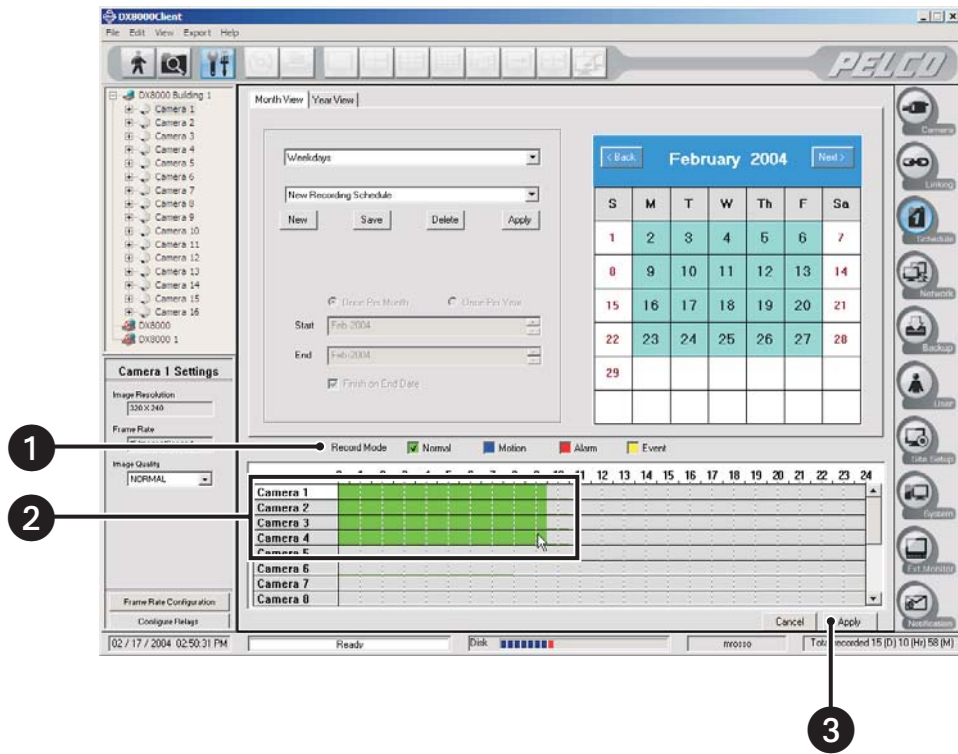 DX8000Client
File Edit View Export Help
PELCO
DX8000 Building 1
Camera 1
Camera 2
Camera 3
Camera 4
Camera 5
Camera 6
Camera 7
Camera 8
Camera 9
Camera 10
Camera 11
Camera 12
Camera 13
Camera 14
Camera 15
Camera 16
DX8000
DX8000 1
Camera 1 Settings
Image Resolution
320 X 240
Frame Rate
Image Quality
NORMAL
Frame Rate Configuration
Configure Relays
Month View Year View
Weekdays
New Recording Schedule
New Save Delete Apply
Once Per Month Once Per Year
Start Feb-2004
End Feb-2004
Finish on End Date
< Back February 2004 Next >
S M T W Th F Sa
1 2 3 4 5 6 7
8 9 10 11 12 13 14
15 16 17 18 19 20 21
22 23 24 25 26 27 28
29
Camera
Linking
Schedule
Network
Backup
User
Site Setup
System
Ext Monitor
Notification
1
Record Mode Normal Motion Alarm Event
12 13 14 15 16 17 18 19 20 21 22 23 24
2
Camera 1
Camera 2
Camera 3
Camera 4
Camera 5
Camera 6
Camera 7
Camera 8
Cancel Apply
02 / 17 / 2004 02:50:31 PM Ready Disk mrosso Total recorded 15 (D) 10 (Hr) 58 (M)
3